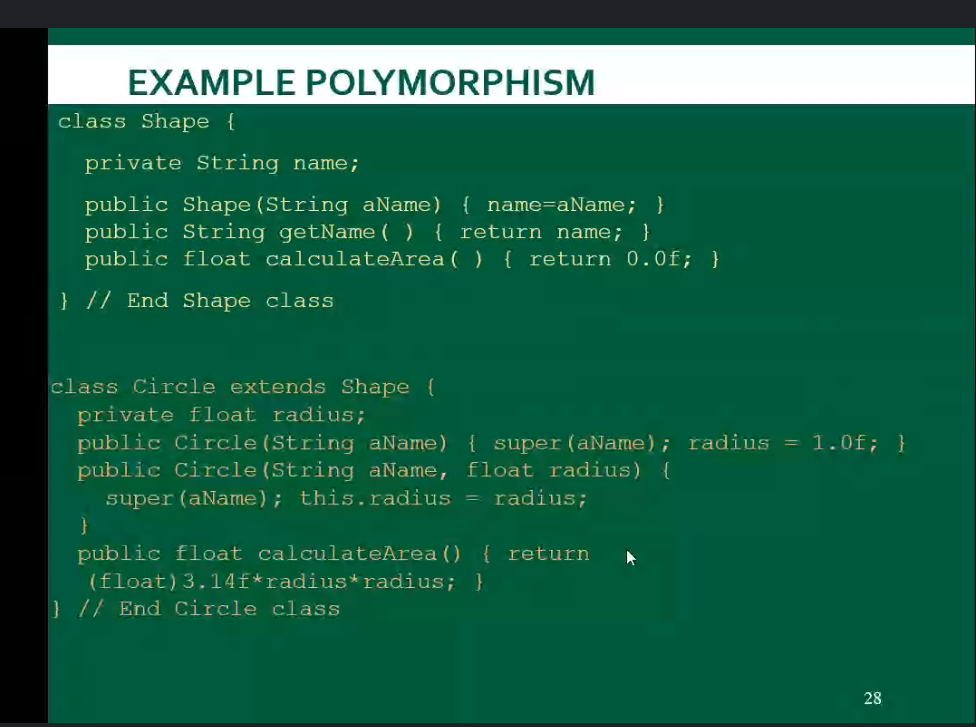 EXAMPLE POLYMORPHISM
class Shape {
private String name;
public Shape(String aName) { name=aName; }
public String getName( ) { return name; }
public float calculateArea( ) { return 0.0f; }
} // End Shape class
class Circle extends Shape {
private float radius;
public Circle(String aName) { super(aName); radius = 1.0f; }
public Circle(String aName, float radius) {
super(aName); this.radius = radius;
}
public float calculateArea() { return
(float)3.14f*radius*radius; }
} // End Circle class
28